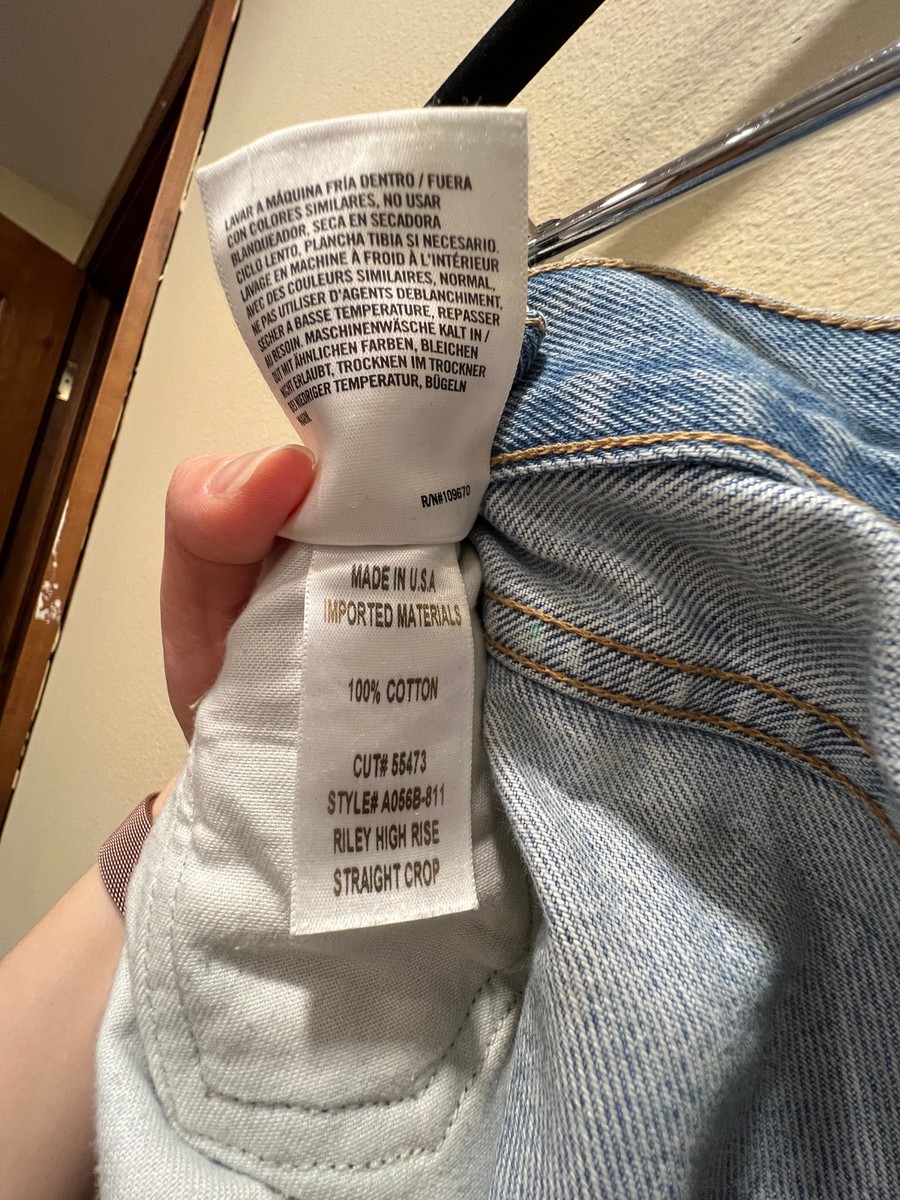 LAVAR A MÁQUINA FRÍA DENTRO / FUERA
CON COLORES SIMILARES, NO USAR
BLANQUEADOR, SECA EN SECADORA
CICLO LENTO, PLANCHA TIBIA SI NECESARIO.
LAVAGE EN MACHINE À FROID À L'INTÉRIEUR
AVEC DES COULEURS SIMILAIRES, NORMAL,
NE PAS UTILISER D'AGENTS DEBLANCHIMENT,
SÉCHER A BASSE TEMPERATURE, REPASSER
AU BESOIN. MASCHINENWÄSCHE KALT IN /
OUT MIT ÄHNLICHEN FARBEN, BLEICHEN
NICHT ERLAUBT, TROCKNEN IM TROCKNER
BEI NIEDRIGER TEMPERATUR, BÜGELN
WARM.
R/N#109670
MADE IN U.S.A
IMPORTED MATERIALS
100% COTTON
CUT# 55473
STYLE# A056B-811
RILEY HIGH RISE
STRAIGHT CROP